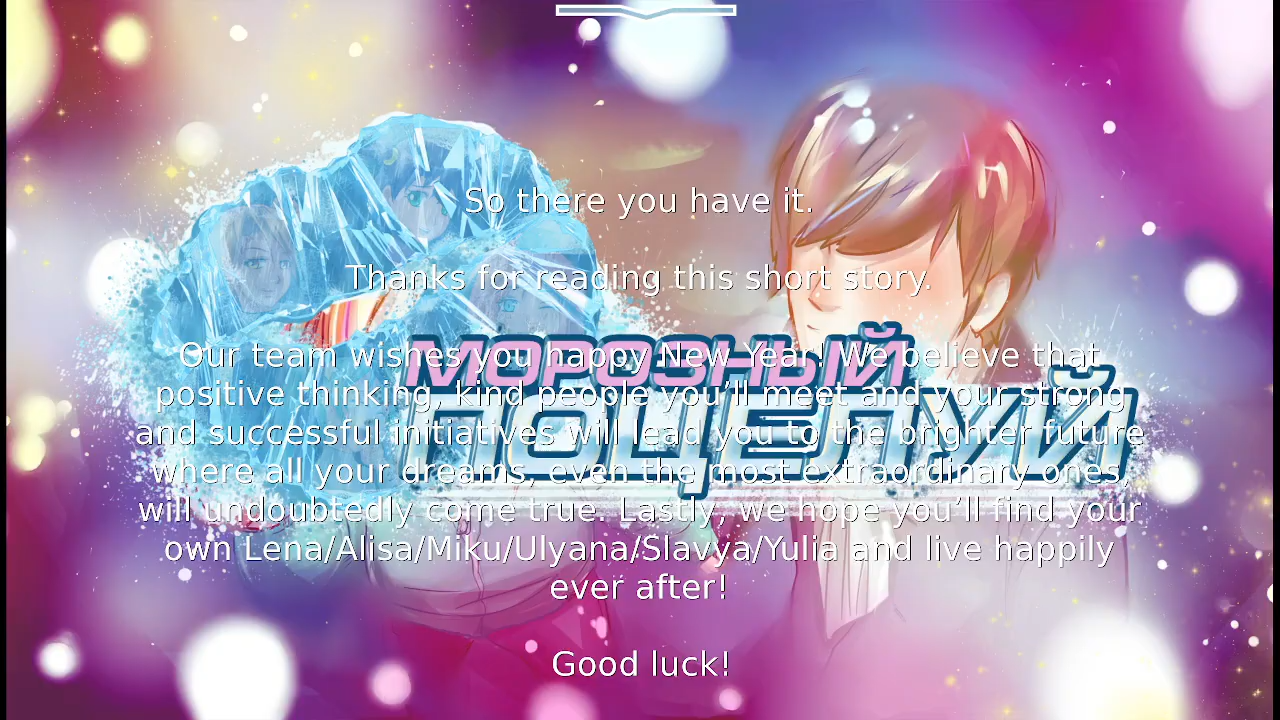 So there you have it.
Thanks for reading this short story.
МОРОЗНЫЙ
ПОЦЕЛУЙ
Our team wishes you happy New Year! We believe that
positive thinking, kind people you'll meet and your strong
and successful initiatives will lead you to the brighter future
where all your dreams, even the most extraordinary ones,
will undoubtedly come true. Lastly, we hope you'll find your
own Lena/Alisa/Miku/Ulyana/Slavya/Yulia and live happily
ever after!
Good luck!